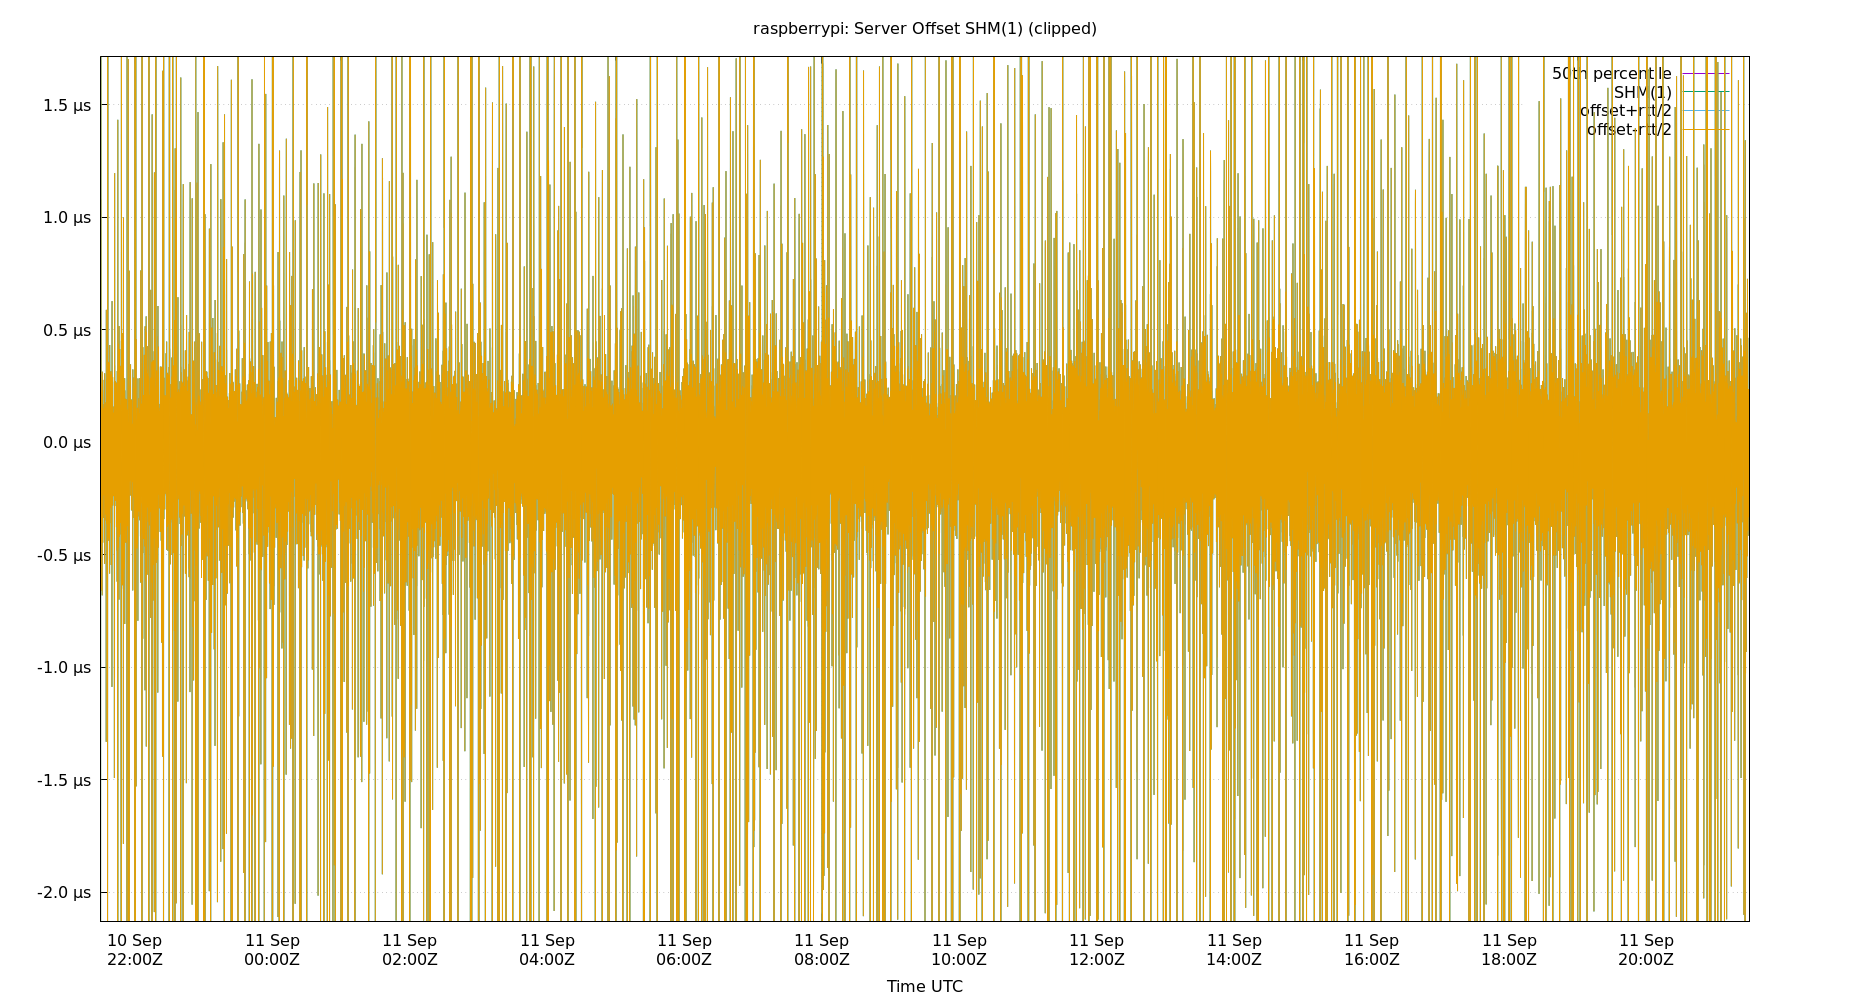 raspberrypi: Server Offset SHM(1) (clipped)
50th percentile
SHM(1)
offset+rtt/2
offset-rtt/2
1.5 µs
1.0 µs
0.5 µs
0.0 µs
-0.5 µs
-1.0 µs
-1.5 µs
-2.0 µs
10 Sep 11 Sep 11 Sep 11 Sep 11 Sep 11 Sep 11 Sep 11 Sep 11 Sep 11 Sep 11 Sep 11 Sep
22:00Z 00:00Z 02:00Z 04:00Z 06:00Z 08:00Z 10:00Z 12:00Z 14:00Z 16:00Z 18:00Z 20:00Z
Time UTC